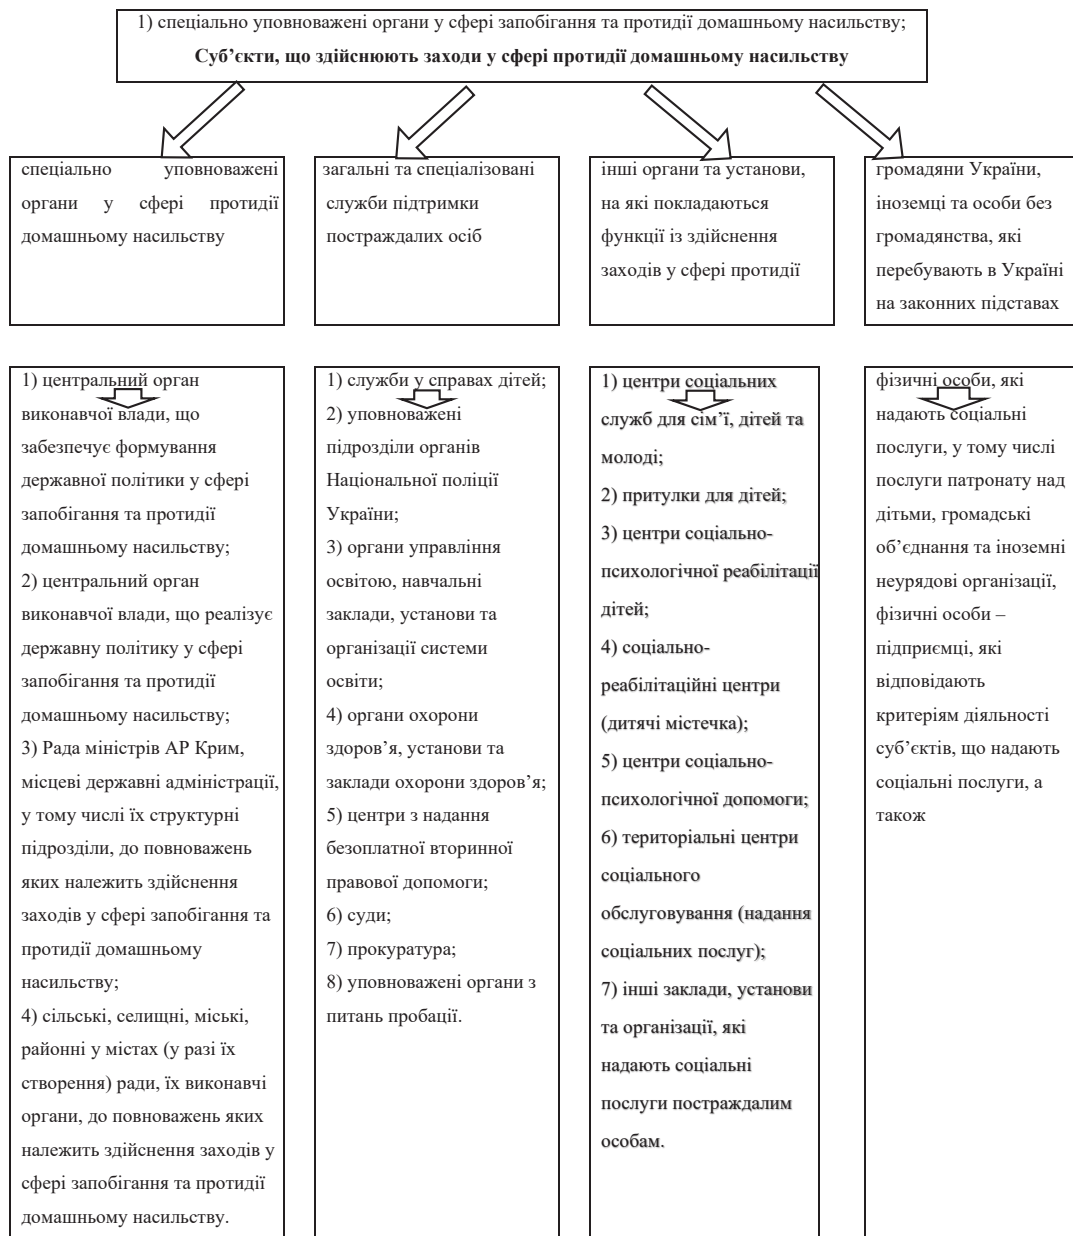 1) спеціально уповноважені органи у сфері запобігання та протидії домашньому насильству;
Суб’єкти, що здійснюють заходи у сфері протидії домашньому насильству
спеціально уповноважені
органи у сфері протидії
домашньому насильству
загальні та спеціалізовані
служби підтримки
постраждалих осіб
інші органи та установи,
на які покладаються
функції із здійснення
заходів у сфері протидії
громадяни України,
іноземці та особи без
громадянства, які
перебувають в Україні
на законних підставах
1) центральний орган
виконавчої влади, що
забезпечує формування
державної політики у сфері
запобігання та протидії
домашньому насильству;
2) центральний орган
виконавчої влади, що реалізує
державну політику у сфері
запобігання та протидії
домашньому насильству;
3) Рада міністрів АР Крим,
місцеві державні адміністрації,
у тому числі їх структурні
підрозділи, до повноважень
яких належить здійснення
заходів у сфері запобігання та
протидії домашньому
насильству;
4) сільські, селищні, міські,
районні у містах (у разі їх
створення) ради, їх виконавчі
органи, до повноважень яких
належить здійснення заходів у
сфері запобігання та протидії
домашньому насильству.
1) служби у справах дітей;
2) уповноважені
підрозділи органів
Національної поліції
України;
3) органи управління
освітою, навчальні
заклади, установи та
організації системи
освіти;
4) органи охорони
здоров’я, установи та
заклади охорони здоров’я;
5) центри з надання
безоплатної вторинної
правової допомоги;
6) суди;
7) прокуратура;
8) уповноважені органи з
питань пробації.
1) центри соціальних
служб для сім’ї, дітей та
молоді;
2) притулки для дітей;
3) центри соціально-
психологічної реабілітації
дітей;
4) соціально-
реабілітаційні центри
(дитячі містечка);
5) центри соціально-
психологічної допомоги;
6) територіальні центри
соціального
обслуговування (надання
соціальних послуг);
7) інші заклади, установи
та організації, які
надають соціальні
послуги постраждалим
особам.
фізичні особи, які
надають соціальні
послуги, у тому числі
послуги патронату над
дітьми, громадські
об’єднання та іноземні
неурядові організації,
фізичні особи –
підприємці, які
відповідають
критеріям діяльності
суб’єктів, що надають
соціальні послуги, а
також